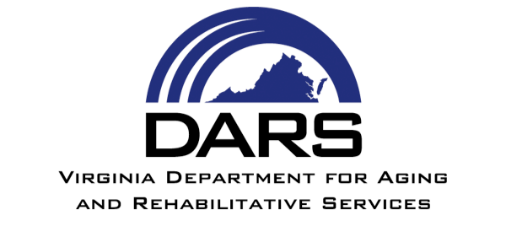 DARS
Virginia Department for Aging
and Rehabilitative Services